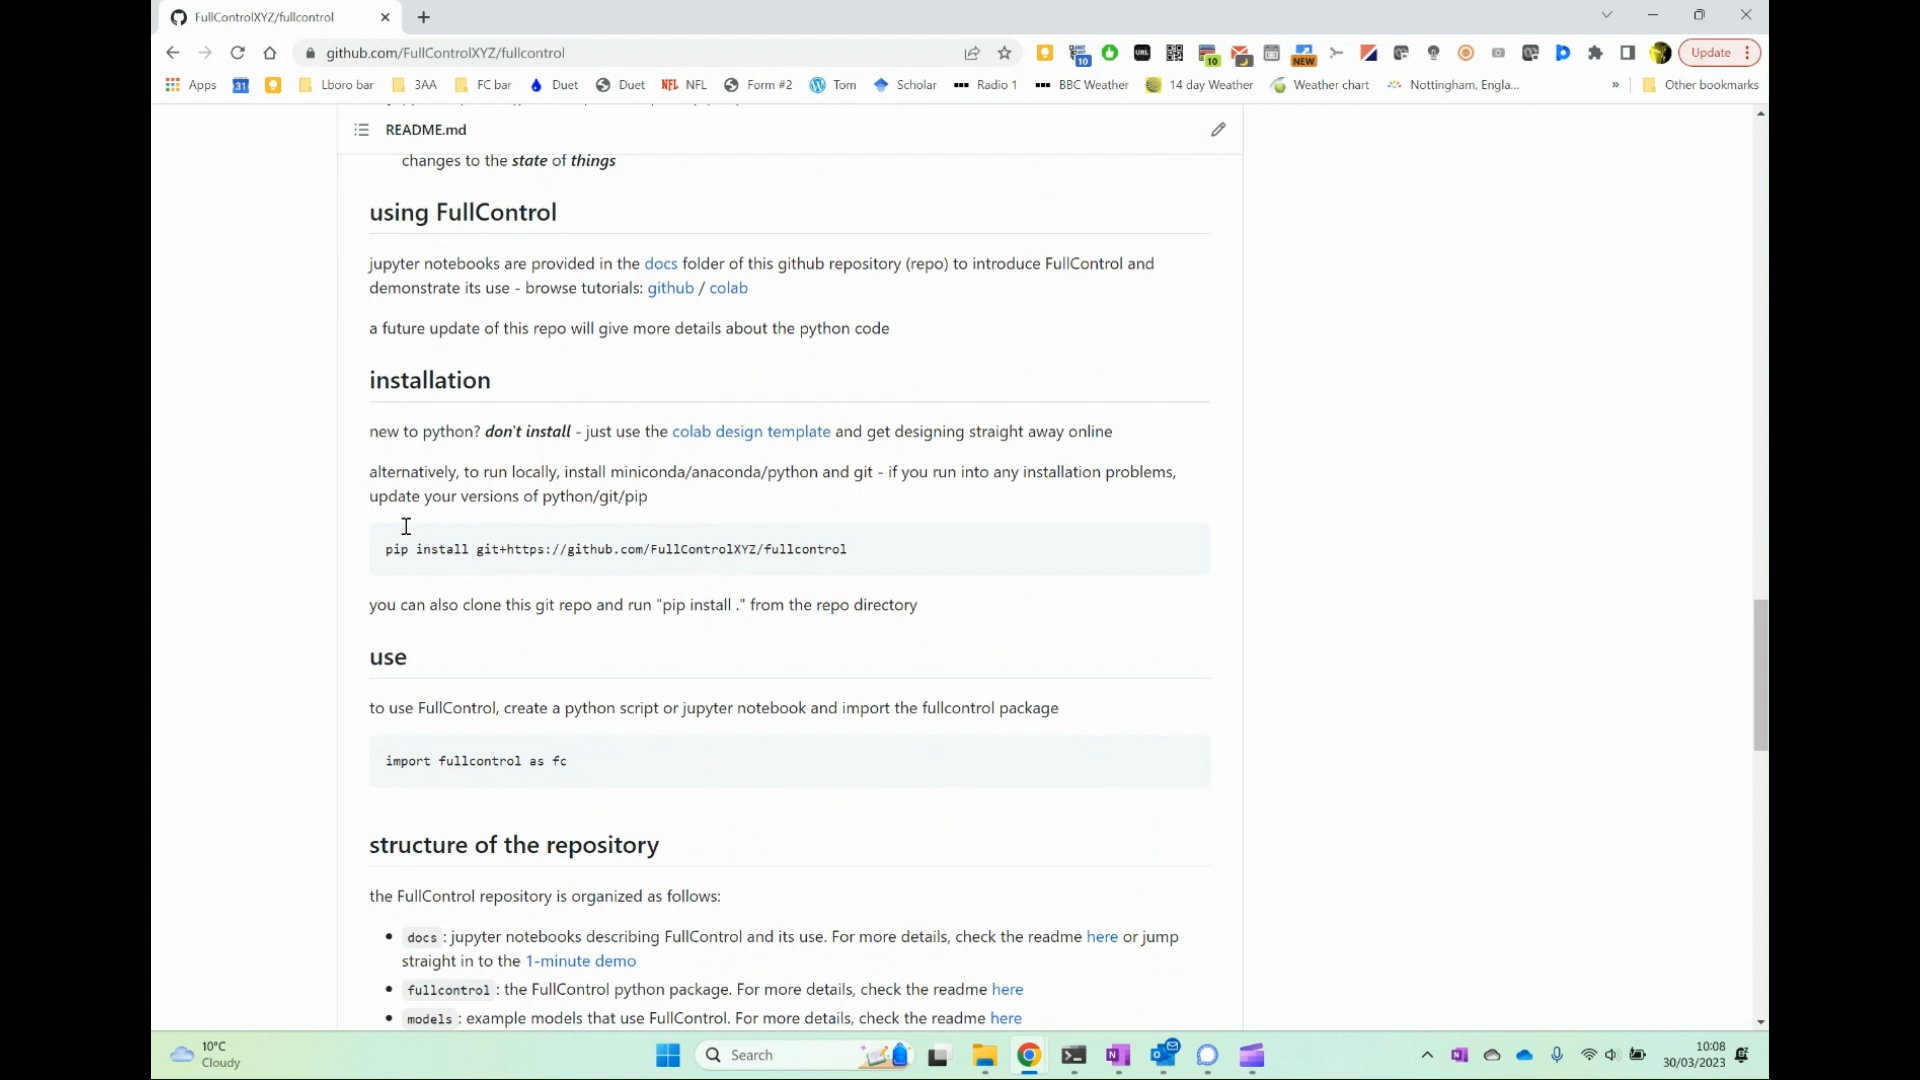 FullControlXYZ/fullcontrol
github.com/FullControlXYZ/fullcontrol
10
URL
10
NEW
Update
Apps
31
Lboro bar
3AA
FC bar
Duet
Duet
NFL NFL
Form #2
Tom
Scholar
Radio 1
BBC Weather
14 day Weather
Weather chart
Nottingham, Engla...
»
Other bookmarks
README.md
changes to the state of things
using FullControl
jupyter notebooks are provided in the docs folder of this github repository (repo) to introduce FullControl and
demonstrate its use - browse tutorials: github / colab
a future update of this repo will give more details about the python code
installation
new to python? don't install - just use the colab design template and get designing straight away online
alternatively, to run locally, install miniconda/anaconda/python and git - if you run into any installation problems,
update your versions of python/git/pip
pip install git+https://github.com/FullControlXYZ/fullcontrol
you can also clone this git repo and run "pip install ." from the repo directory
use
to use FullControl, create a python script or jupyter notebook and import the fullcontrol package
import fullcontrol as fc
structure of the repository
the FullControl repository is organized as follows:
• docs : jupyter notebooks describing FullControl and its use. For more details, check the readme here or jump
straight in to the 1-minute demo
• fullcontrol : the FullControl python package. For more details, check the readme here
• models : example models that use FullControl. For more details, check the readme here
10°C
Cloudy
Search
10:08
30/03/2023